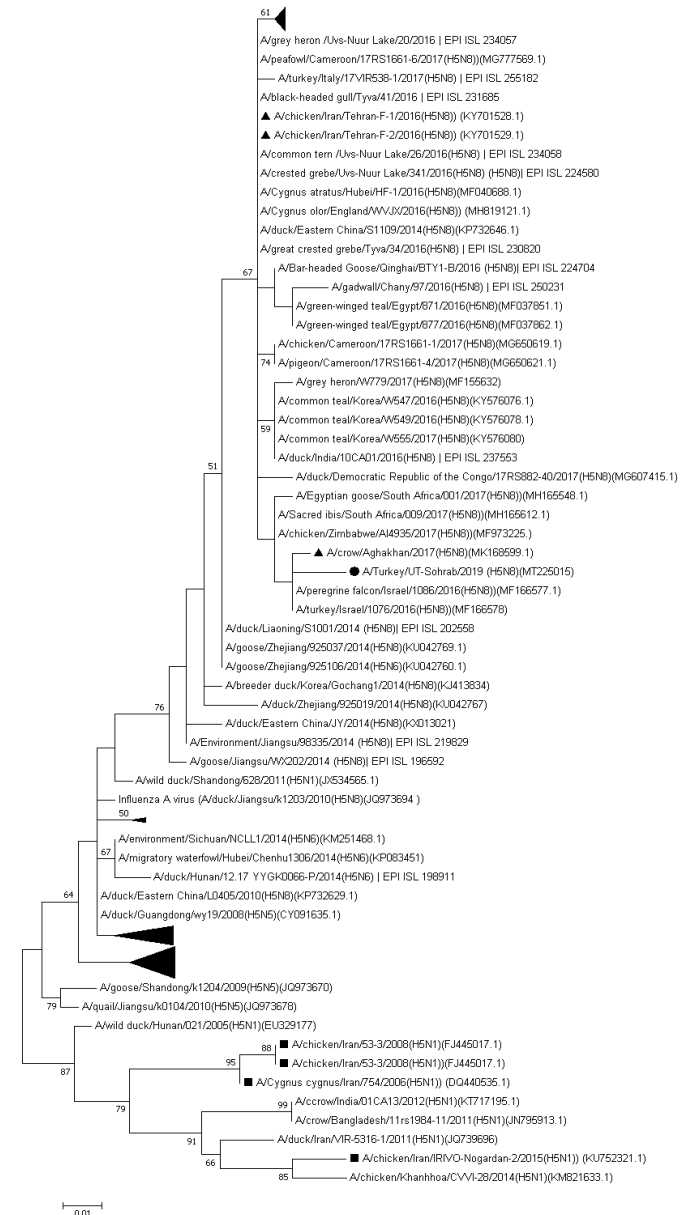 61
A/grey heron /Uvs-Nuur Lake/20/2016 | EPI ISL 234057
A/peafowl/Cameroon/17RS1661-6/2017(H5N8))(MG777569.1)
A/turkey/Italy/17VIR538-1/2017(H5N8) | EPI ISL 255182
A/black-headed gull/Tyva/41/2016 | EPI ISL 231685
A/chicken/Iran/Tehran-F-1/2016(H5N8)) (KY701528.1)
A/chicken/Iran/Tehran-F-2/2016(H5N8)) (KY701529.1)
A/common tern /Uvs-Nuur Lake/26/2016(H5N8) | EPI ISL 234058
A/crested grebe/Uvs-Nuur Lake/341/2016(H5N8) (H5N8)| EPI ISL 224580
A/Cygnus atratus/Hubei/HF-1/2016(H5N8)(MF040688.1)
A/Cygnus olor/England/WVJX/2016(H5N8)) (MH819121.1)
A/duck/Eastern China/S1109/2014(H5N8)(KP732646.1)
A/great crested grebe/Tyva/34/2016(H5N8) | EPI ISL 230820
67
A/Bar-headed Goose/Qinghai/BTY1-B/2016 (H5N8)| EPI ISL 224704
A/gadwall/Chany/97/2016(H5N8) | EPI ISL 250231
A/green-winged teal/Egypt/871/2016(H5N8)(MF037851.1)
A/green-winged teal/Egypt/877/2016(H5N8)(MF037862.1)
A/chicken/Cameroon/17RS1661-1/2017(H5N8)(MG650619.1)
74
A/pigeon/Cameroon/17RS1661-4/2017(H5N8)(MG650621.1)
A/grey heron/W779/2017(H5N8)(MF155632)
A/common teal/Korea/W547/2016(H5N8)(KY576076.1)
A/common teal/Korea/W549/2016(H5N8)(KY576078.1)
59
A/common teal/Korea/W555/2017(H5N8)(KY576080)
A/duck/India/10CA01/2016(H5N8) | EPI ISL 237553
51
A/duck/Democratic Republic of the Congo/17RS882-40/2017(H5N8)(MG607415.1)
A/Egyptian goose/South Africa/001/2017(H5N8))(MH165548.1)
A/Sacred ibis/South Africa/009/2017(H5N8))(MH165612.1)
A/chicken/Zimbabwe/AI4935/2017(H5N8))(MF973225.)
A/crow/Aghakhan/2017(H5N8)(MK168599.1)
A/Turkey/UT-Sohrab/2019 (H5N8)(MT225015)
A/peregrine falcon/Israel/1086/2016(H5N8))(MF166577.1)
A/turkey/Israel/1076/2016(H5N8))(MF166578)
A/duck/Liaoning/S1001/2014 (H5N8)| EPI ISL 202558
A/goose/Zhejiang/925037/2014(H5N8)(KU042769.1)
A/goose/Zhejiang/925106/2014(H5N6)(KU042760.1)
A/breeder duck/Korea/Gochang1/2014(H5N8)(KJ413834)
A/duck/Zhejiang/925019/2014(H5N8)(KU042767)
76
A/duck/Eastern China/JY/2014(H5N8)(KX013021)
A/Environment/Jiangsu/98335/2014 (H5N8)| EPI ISL 219829
A/goose/Jiangsu/WX202/2014 (H5N8)| EPI ISL 196592
A/wild duck/Shandong/628/2011(H5N1)(JX534565.1)
Influenza A virus (A/duck/Jiangsu/k1203/2010(H5N8)(JQ973694 )
50
A/environment/Sichuan/NCLL1/2014(H5N6)(KM251468.1)
67
A/migratory waterfowl/Hubei/Chenhu1306/2014(H5N6)(KP083451)
A/duck/Hunan/12.17 YYGK0066-P/2014(H5N6) | EPI ISL 198911
64
A/duck/Eastern China/L0405/2010(H5N8)(KP732629.1)
A/duck/Guangdong/wy19/2008(H5N5)(CY091635.1)
A/goose/Shandong/k1204/2009(H5N5)(JQ973670)
79
A/quail/Jiangsu/k0104/2010(H5N5)(JQ973678)
A/wild duck/Hunan/021/2005(H5N1)(EU329177)
88
A/chicken/Iran/53-3/2008(H5N1)(FJ445017.1)
A/chicken/Iran/53-3/2008(H5N1))(FJ445017.1)
95
87
A/Cygnus cygnus/Iran/754/2006(H5N1)) (DQ440535.1)
99
A/ccrow/India/01CA13/2012(H5N1)(KT717195.1)
79
A/crow/Bangladesh/11rs1984-11/2011(H5N1)(JN795913.1)
91
A/duck/Iran/VIR-5316-1/2011(H5N1)(JQ739696)
66
A/chicken/Iran/IRIVO-Nogardan-2/2015(H5N1)) (KU752321.1)
85
A/chicken/Khanhhoa/CVVI-28/2014(H5N1)(KM821633.1)
0.01